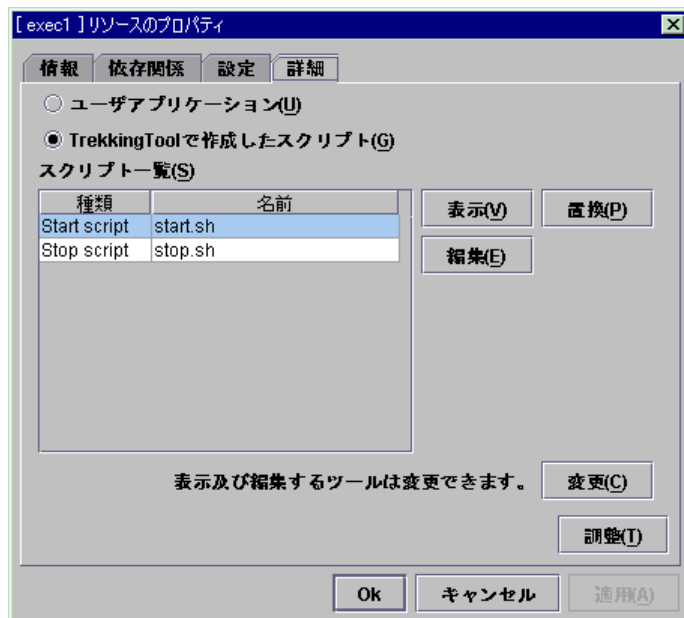 [ exec1 ]リソースのプロパティ
情報 依存関係 設定 詳細
ユーザアプリケーション(U)
TrekkingToolで作成したスクリプト(G)
スクリプト一覧(S)
種類 名前
Start script start.sh
Stop script stop.sh
表示(V) 置換(P)
編集(E)
表示及び編集するツールは変更できます。 変更(C)
調整(T)
Ok キャンセル 適用(A)